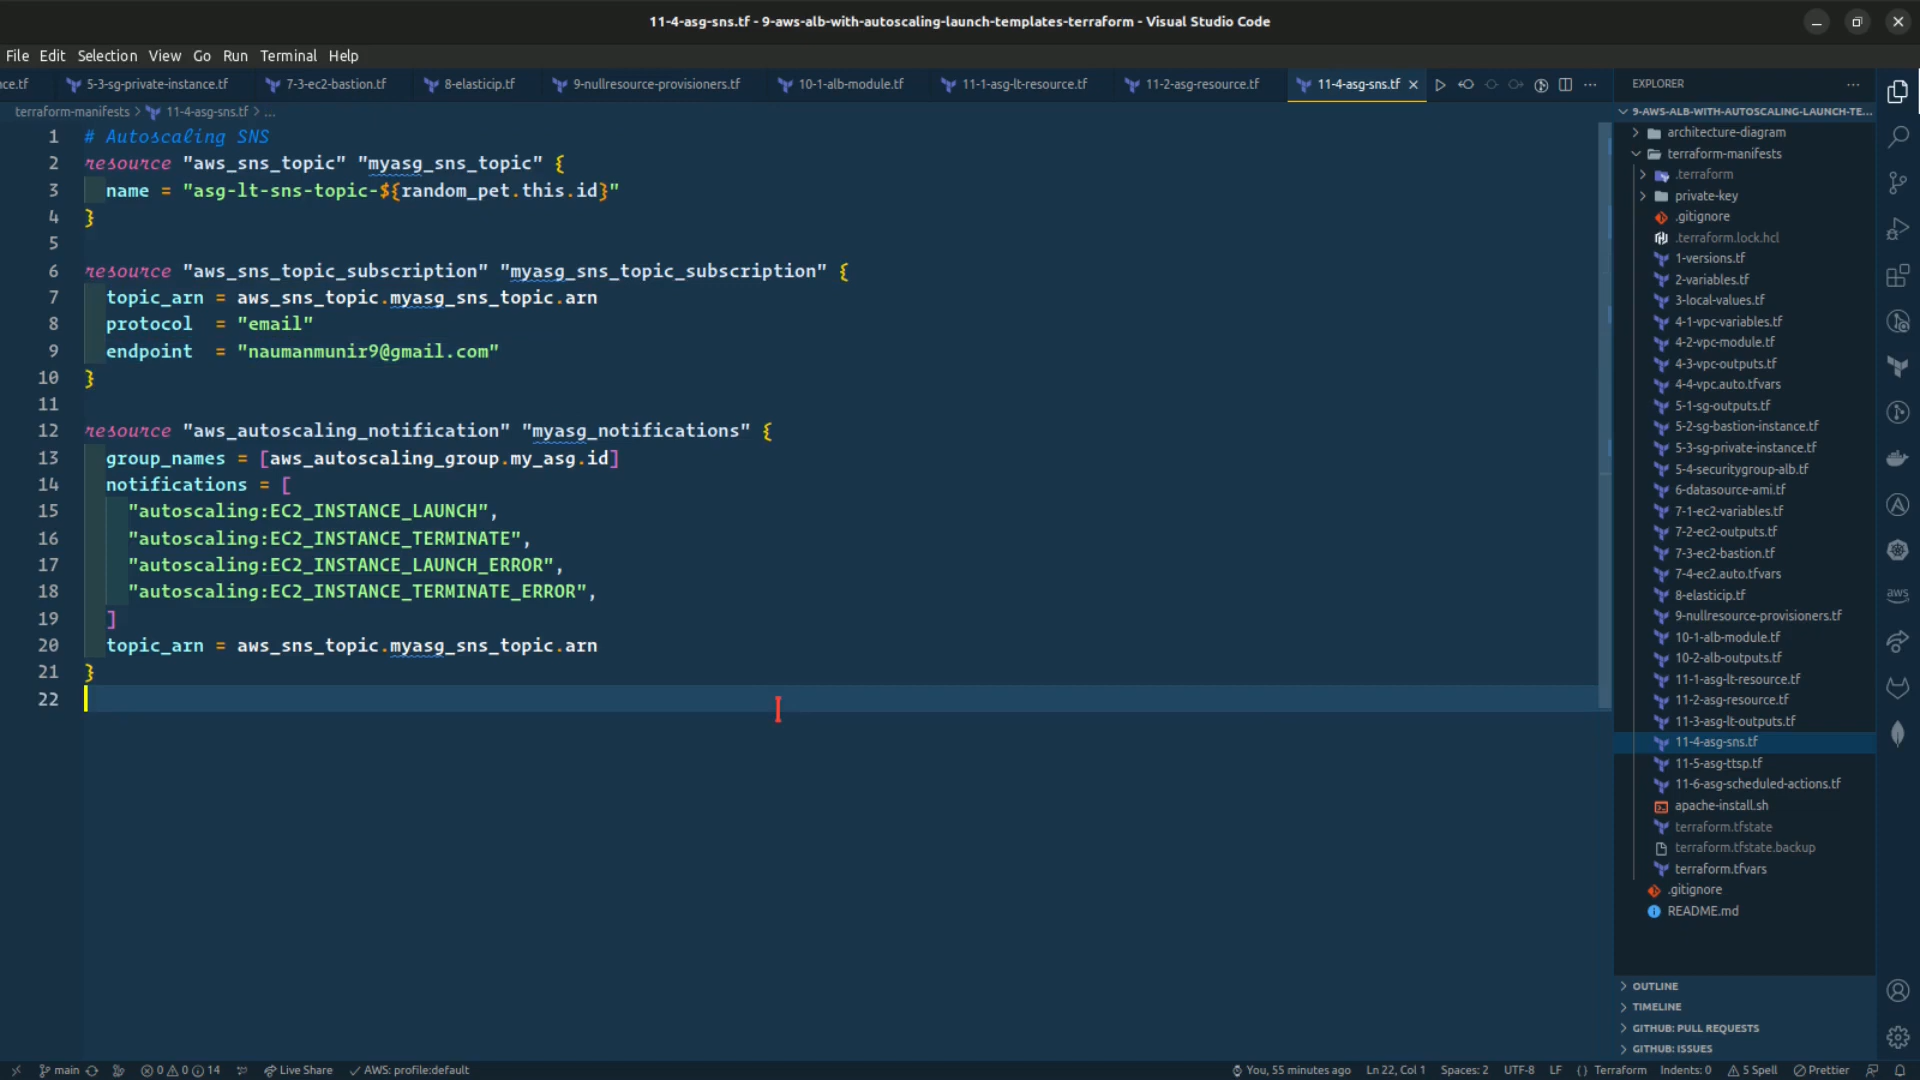 11-4-asg-sns.tf - 9-aws-alb-with-autoscaling-launch-templates-terraform - Visual Studio Code
File Edit Selection View Go Run Terminal Help
nce.tf 5-3-sg-private-instance.tf 7-3-ec2-bastion.tf 8-elasticip.tf 9-nullresource-provisioners.tf 10-1-alb-module.tf 11-1-asg-lt-resource.tf 11-2-asg-resource.tf 11-4-asg-sns.tf
terraform-manifests > 11-4-asg-sns.tf > ...
1 # Autoscaling SNS
2 resource "aws_sns_topic" "myasg_sns_topic" {
3 name = "asg-lt-sns-topic-${random_pet.this.id}"
4 }
5
6 resource "aws_sns_topic_subscription" "myasg_sns_topic_subscription" {
7 topic_arn = aws_sns_topic.myasg_sns_topic.arn
8 protocol  = "email"
9 endpoint  = "naumanmunir9@gmail.com"
10 }
11
12 resource "aws_autoscaling_notification" "myasg_notifications" {
13 group_names = [aws_autoscaling_group.my_asg.id]
14 notifications = [
15 "autoscaling:EC2_INSTANCE_LAUNCH",
16 "autoscaling:EC2_INSTANCE_TERMINATE",
17 "autoscaling:EC2_INSTANCE_LAUNCH_ERROR",
18 "autoscaling:EC2_INSTANCE_TERMINATE_ERROR",
19 ]
20 topic_arn = aws_sns_topic.myasg_sns_topic.arn
21 }
22
EXPLORER
9-AWS-ALB-WITH-AUTOSCALING-LAUNCH-TE...
architecture-diagram
terraform-manifests
.terraform
private-key
.gitignore
.terraform.lock.hcl
1-versions.tf
2-variables.tf
3-local-values.tf
4-1-vpc-variables.tf
4-2-vpc-module.tf
4-3-vpc-outputs.tf
4-4-vpc.auto.tfvars
5-1-sg-outputs.tf
5-2-sg-bastion-instance.tf
5-3-sg-private-instance.tf
5-4-securitygroup-alb.tf
6-datasource-ami.tf
7-1-ec2-variables.tf
7-2-ec2-outputs.tf
7-3-ec2-bastion.tf
7-4-ec2.auto.tfvars
8-elasticip.tf
9-nullresource-provisioners.tf
10-1-alb-module.tf
10-2-alb-outputs.tf
11-1-asg-lt-resource.tf
11-2-asg-resource.tf
11-3-asg-lt-outputs.tf
11-4-asg-sns.tf
11-5-asg-ttsp.tf
11-6-asg-scheduled-actions.tf
apache-install.sh
terraform.tfstate
terraform.tfstate.backup
terraform.tfvars
.gitignore
README.md
OUTLINE
TIMELINE
GITHUB: PULL REQUESTS
GITHUB: ISSUES
aws
main 0 0 14 Live Share AWS: profile:default You, 55 minutes ago Ln 22, Col 1 Spaces: 2 UTF-8 LF {} Terraform Indents: 0 5 Spell Prettier